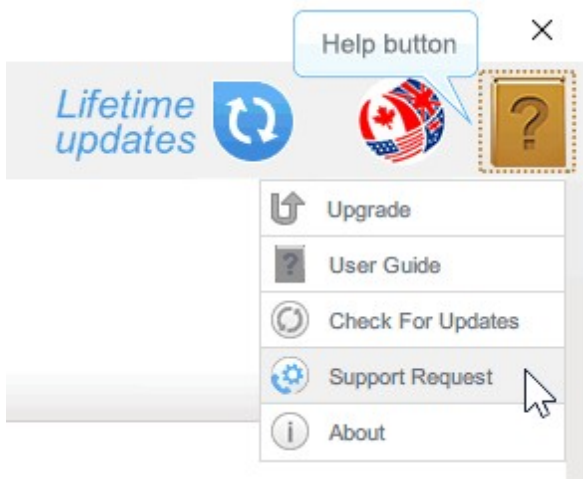 Help button
Lifetime
updates
?
Upgrade
?
User Guide
Check For Updates
Support Request
i
About